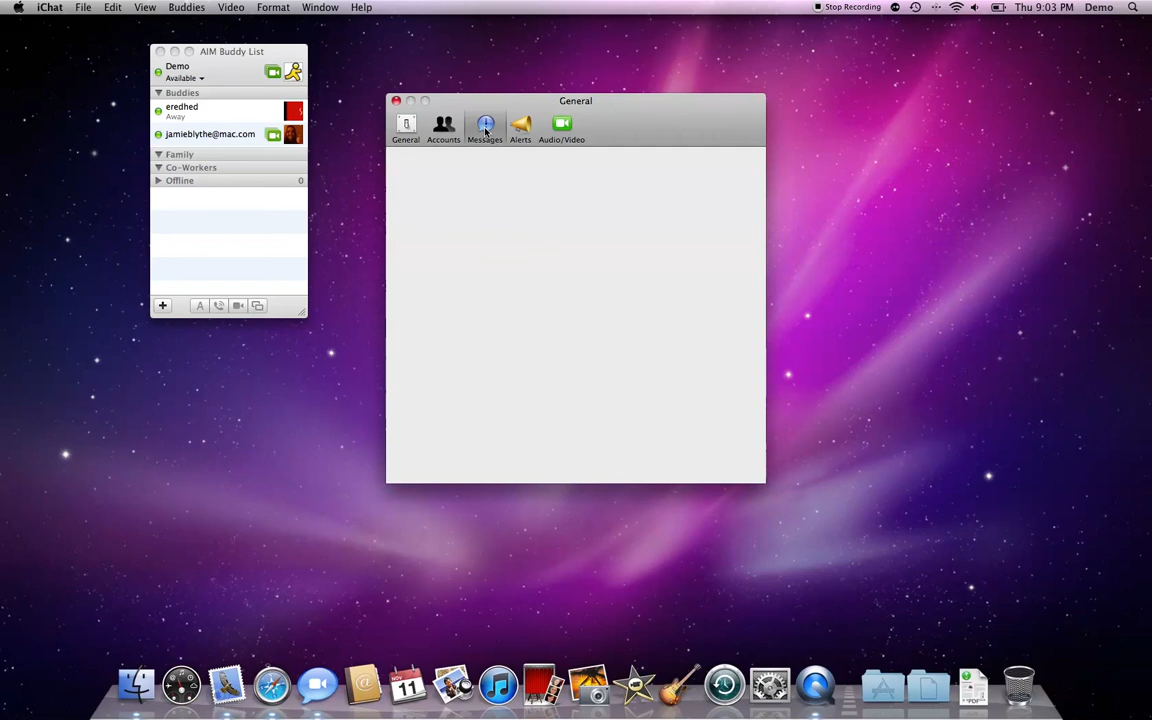 iChat File Edit View Buddies Video Format Window Help Stop Recording Thu 9:03 PM Demo
AIM Buddy List
Demo
Available
Buddies
eredhed
Away
jamieblythe@mac.com
Family
Co-Workers
Offline 0
A
General
General Accounts Messages Alerts Audio/Video
NOV
11
PDF